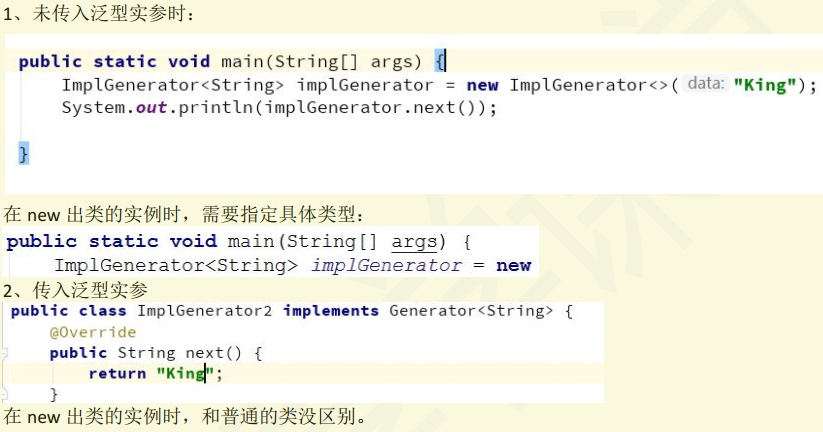 1、未传入泛型实参时：
public static void main(String[] args) {
ImplGenerator<String> implGenerator = new ImplGenerator<>( data: "King");
System.out.println(implGenerator.next());
}
在 new 出类的实例时，需要指定具体类型：
public static void main(String[] args) {
ImplGenerator<String> implGenerator = new
2、传入泛型实参
public class ImplGenerator2 implements Generator<String> {
@Override
public String next() {
return "King";
}
在 new 出类的实例时，和普通的类没区别。